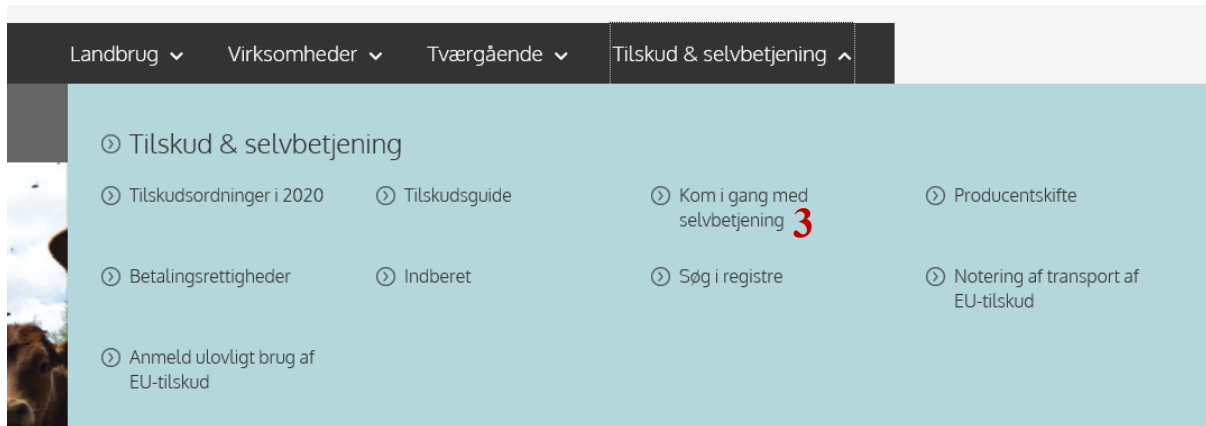 Landbrug Virksomheder Tværgående Tilskud & selvbetjening
Tilskud & selvbetjening
Tilskudsordninger i 2020 Tilskudsguide Kom i gang med Producentskifte
selvbetjening 3
Betalingsrettigheder Indberet Søg i registre Notering af transport af
EU-tilskud
Anmeld ulovligt brug af
EU-tilskud